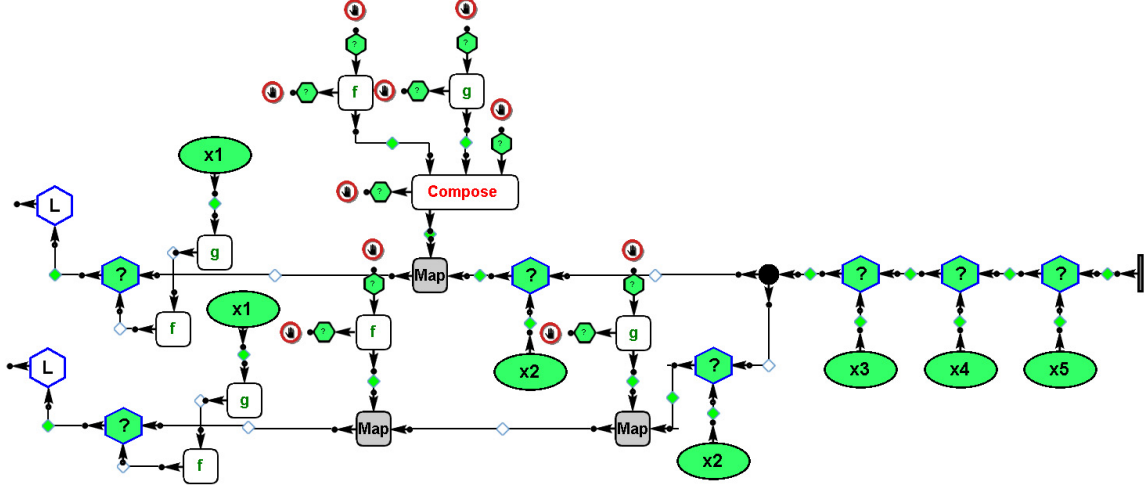 ? ?
? f ? g
?
x1
? Compose
L
g
? Map ? ? ? ? ?
?
x1
f
? f ? g
x2 ? x3 x4 x5
L
g
? Map Map
x2
f